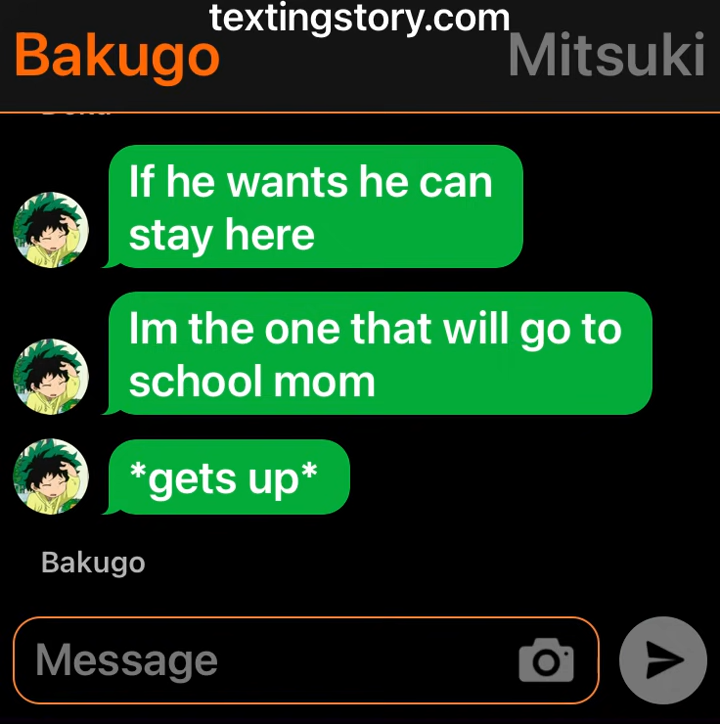 textingstory.com
Bakugo Mitsuki
If he wants he can
stay here
Im the one that will go to
school mom
*gets up*
Bakugo
Message